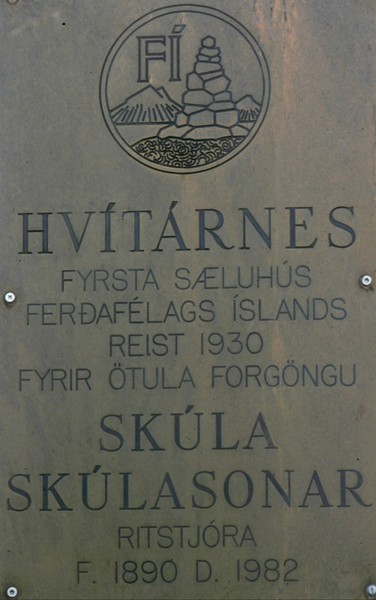 FÍ
HVÍTÁRNES
FYRSTA SÆLUHÚS
FERÐAFÉLAGS ÍSLANDS
REIST 1930
FYRIR ÖTULA FORGÖNGU
SKÚLA
SKÚLASONAR
RITSTJÓRA
F. 1890 D. 1982